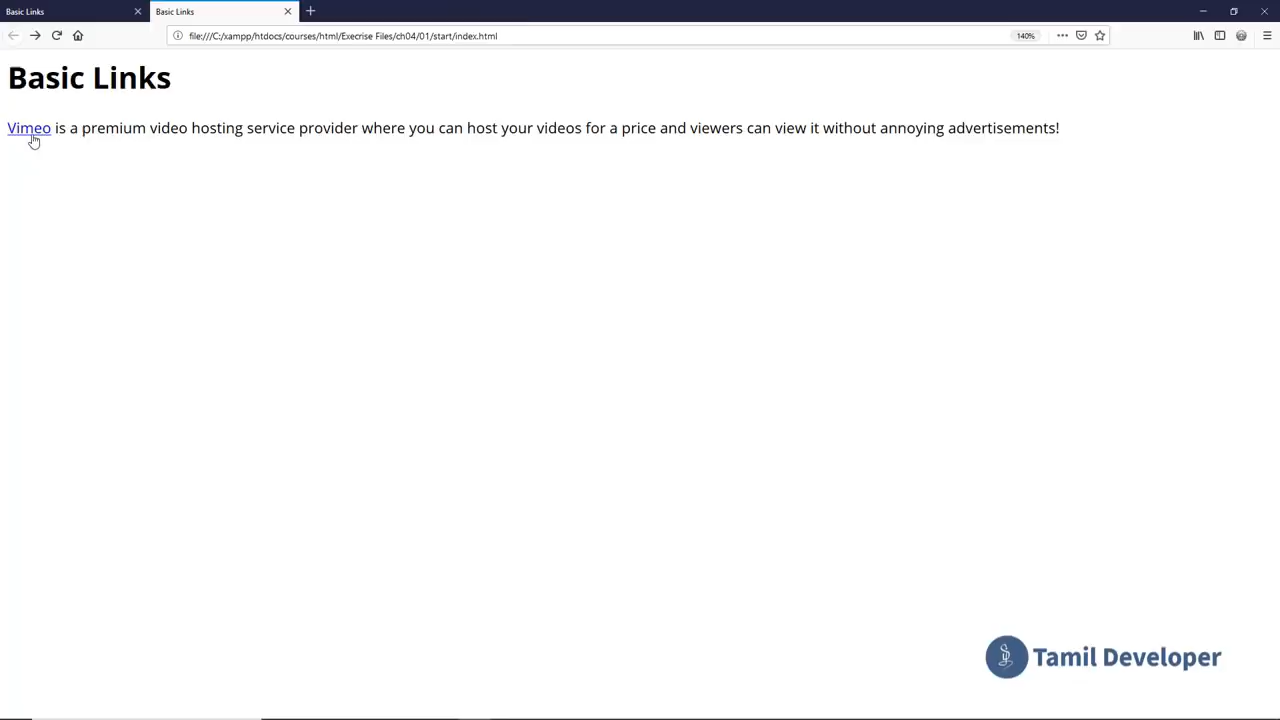 Basic Links
Basic Links
file:///C:/xampp/htdocs/courses/html/Execrise Files/ch04/01/start/index.html
140%
Basic Links
Vimeo is a premium video hosting service provider where you can host your videos for a price and viewers can view it without annoying advertisements!
Tamil Developer